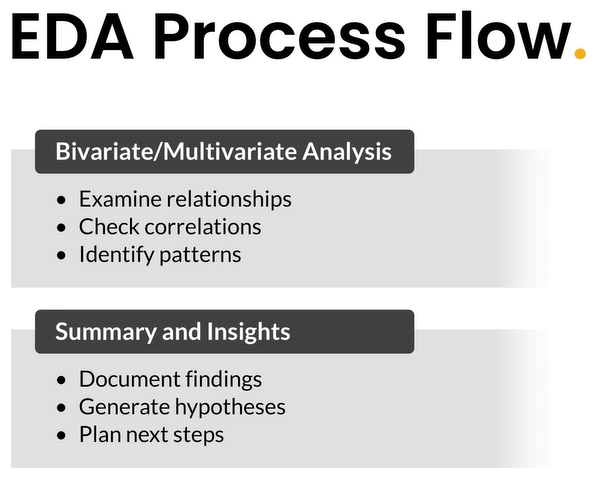 EDA Process Flow.
Bivariate/Multivariate Analysis
• Examine relationships
• Check correlations
• Identify patterns
Summary and Insights
• Document findings
• Generate hypotheses
• Plan next steps